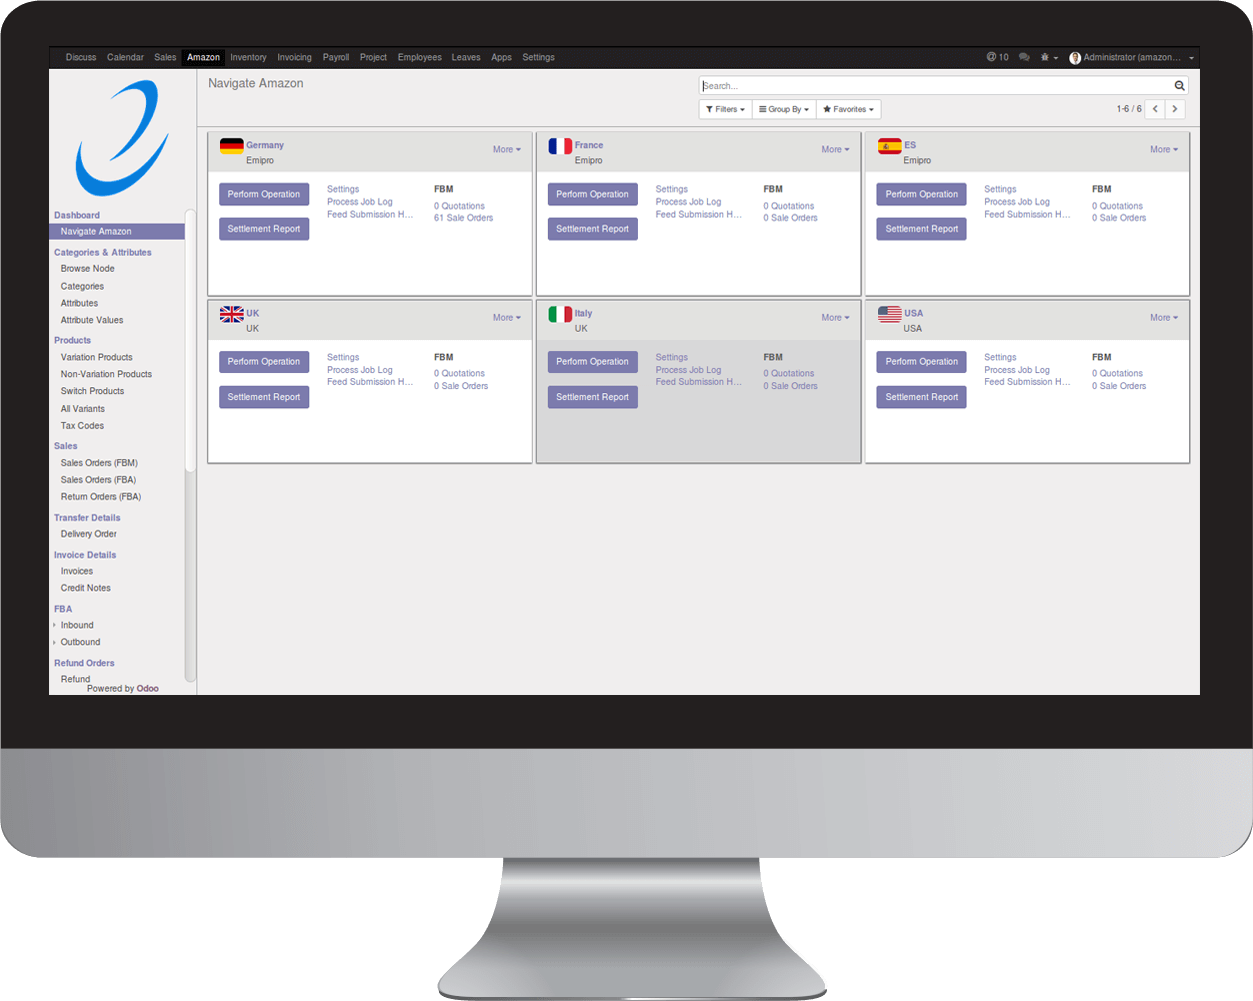 Discuss Calendar Sales Amazon Inventory Invoicing Payroll Project Employees Leaves Apps Settings @ 10 Administrator (amazon...
Navigate Amazon
Search...
Filters Group By Favorites 1-6 / 6
Dashboard
Navigate Amazon
Categories & Attributes
Browse Node
Categories
Attributes
Attribute Values
Products
Variation Products
Non-Variation Products
Switch Products
All Variants
Tax Codes
Sales
Sales Orders (FBM)
Sales Orders (FBA)
Return Orders (FBA)
Transfer Details
Delivery Order
Invoice Details
Invoices
Credit Notes
FBA
Inbound
Outbound
Refund Orders
Refund
Powered by Odoo
Germany
Emipro
More
Perform Operation
Settlement Report
Settings
Process Job Log
Feed Submission H...
FBM
0 Quotations
61 Sale Orders
France
Emipro
More
Perform Operation
Settlement Report
Settings
Process Job Log
Feed Submission H...
FBM
0 Quotations
0 Sale Orders
ES
Emipro
More
Perform Operation
Settlement Report
Settings
Process Job Log
Feed Submission H...
FBM
0 Quotations
0 Sale Orders
UK
UK
More
Perform Operation
Settlement Report
Settings
Process Job Log
Feed Submission H...
FBM
0 Quotations
0 Sale Orders
Italy
UK
More
Perform Operation
Settlement Report
Settings
Process Job Log
Feed Submission H...
FBM
0 Quotations
0 Sale Orders
USA
USA
More
Perform Operation
Settlement Report
Settings
Process Job Log
Feed Submission H...
FBM
0 Quotations
0 Sale Orders